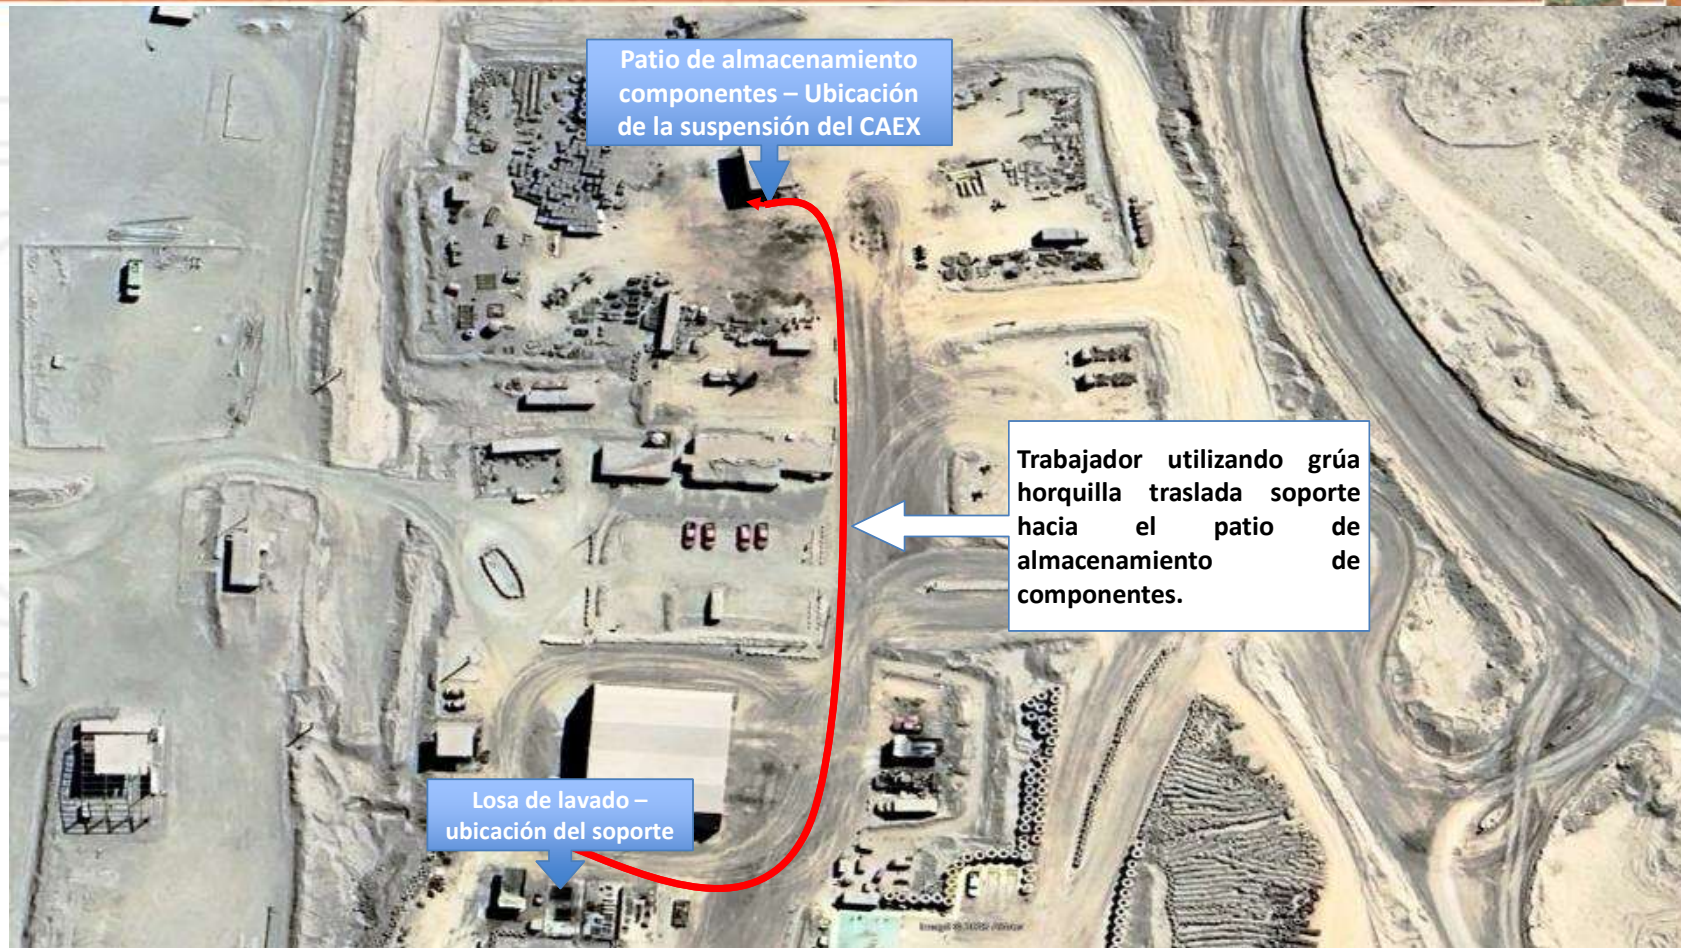 Patio de almacenamiento
componentes – Ubicación
de la suspensión del CAEX
Trabajador utilizando grúa
horquilla traslada soporte
hacia el patio de
almacenamiento de
componentes.
Losa de lavado –
ubicación del soporte